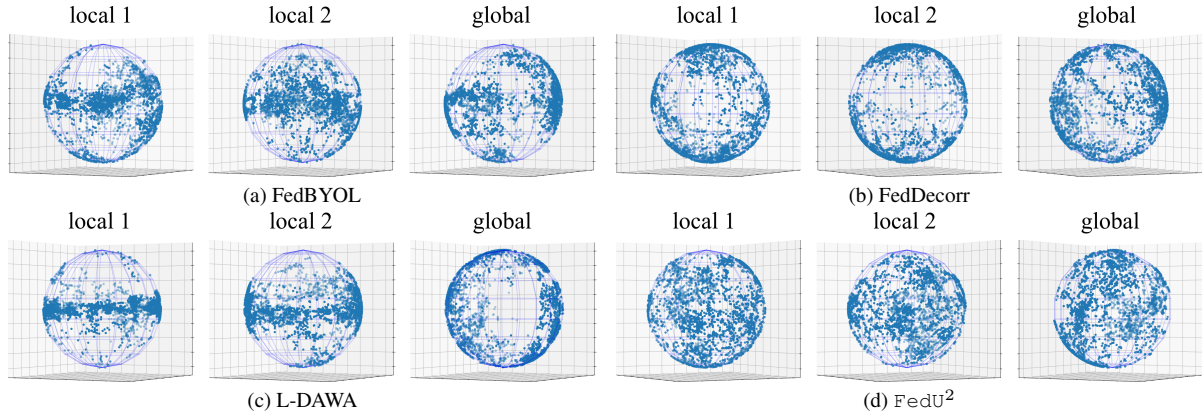 local 1 local 2 global local 1 local 2 global
(a) FedBYOL (b) FedDecorr
local 1 local 2 global local 1 local 2 global
(c) L-DAWA (d) FedU²